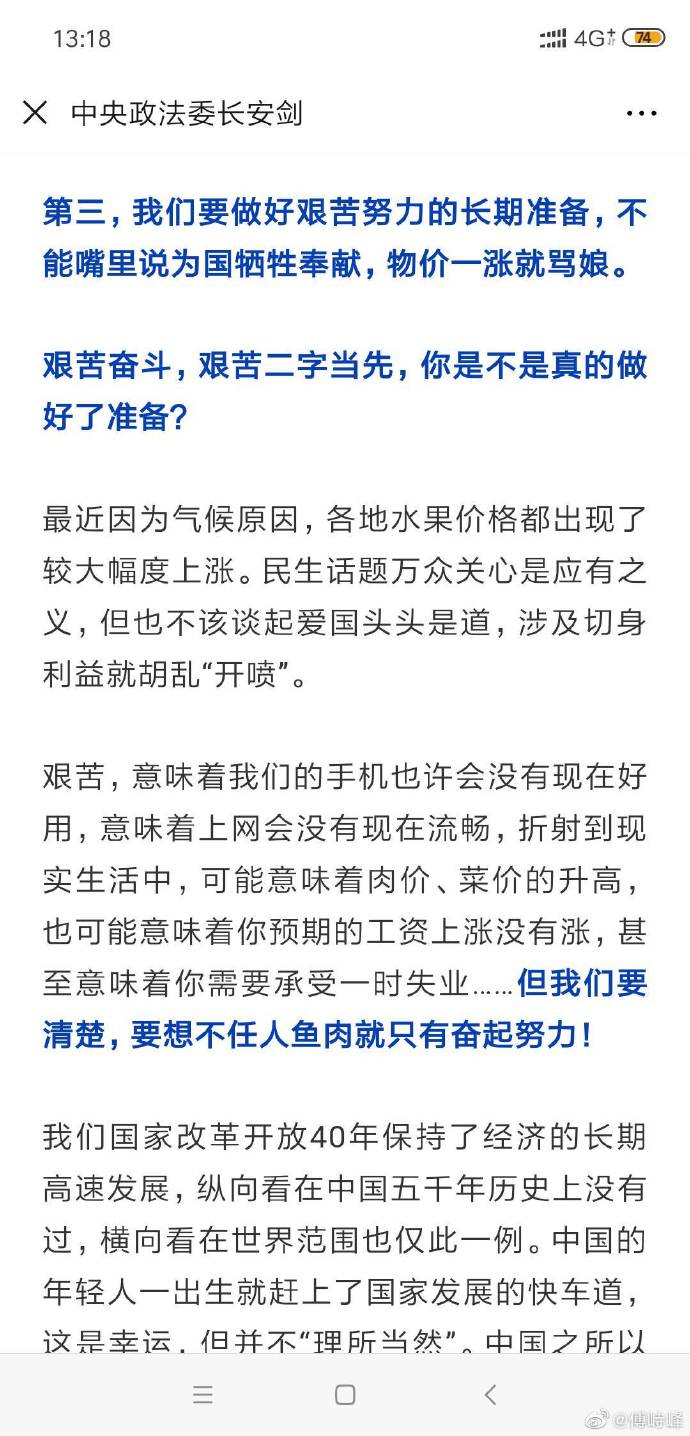 13:18 4G+ 74
中央政法委长安剑
第三，我们要做好艰苦努力的长期准备，不
能嘴里说为国牺牲奉献，物价一涨就骂娘。
艰苦奋斗，艰苦二字当先，你是不是真的做
好了准备？
最近因为气候原因，各地水果价格都出现了
较大幅度上涨。民生话题万众关心是应有之
义，但也不该谈起爱国头头是道，涉及切身
利益就胡乱“开喷”。
艰苦，意味着我们的手机也许会没有现在好
用，意味着上网会没有现在流畅，折射到现
实生活中，可能意味着肉价、菜价的升高，
也可能意味着你预期的工资上涨没有涨，甚
至意味着你需要承受一时失业……但我们要
清楚，要想不任人鱼肉就只有奋起努力！
我们国家改革开放40年保持了经济的长期
高速发展，纵向看在中国五千年历史上没有
过，横向看在世界范围也仅此一例。中国的
年轻人一出生就赶上了国家发展的快车道，
这是幸运，但并不“理所当然”。中国之所以
@傅峙峰